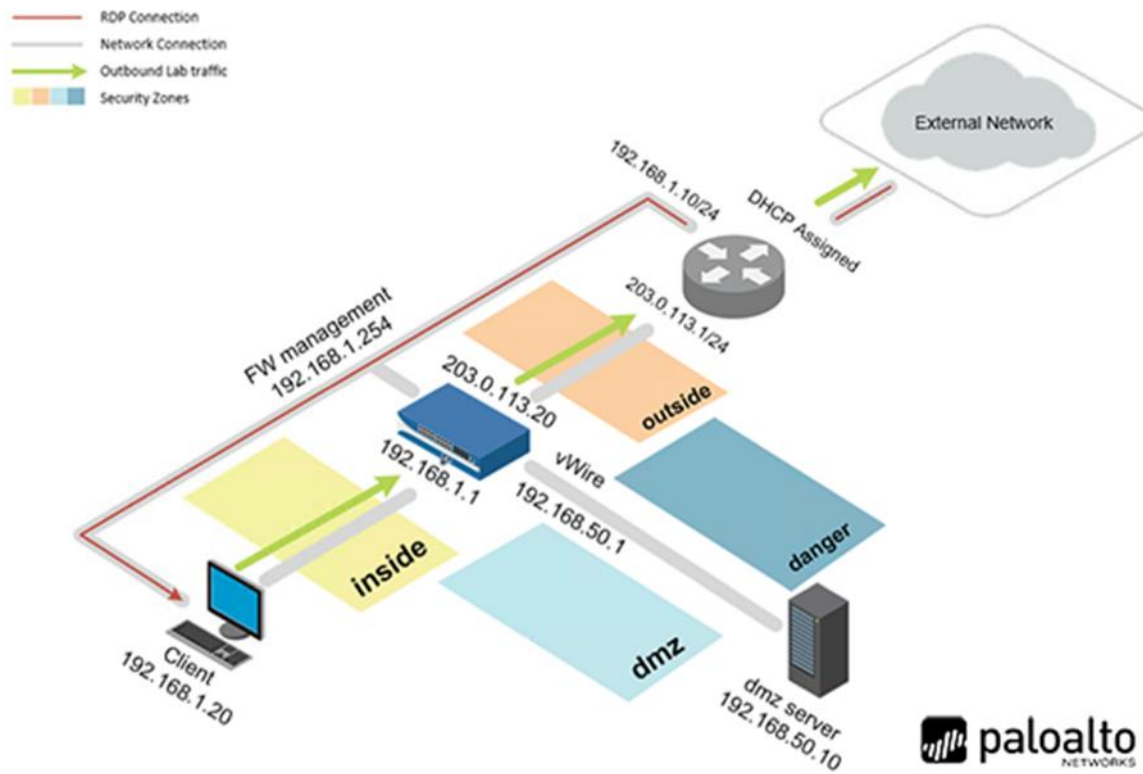 RDP Connection
Network Connection
Outbound Lab traffic
Security Zones
External Network
192.168.1.10/24
DHCP Assigned
203.0.113.1/24
FW management
192.168.1.254
203.0.113.20
outside
192.168.1.1
vWire
192.168.50.1
danger
inside
dmz
Client
192.168.1.20
dmz server
192.168.50.10
paloalto
NETWORKS